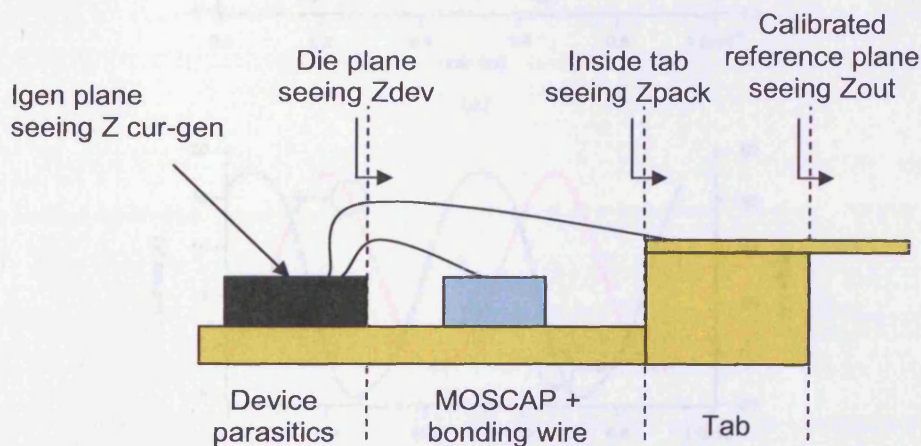 Igen plane
seeing Z cur-gen
Die plane
seeing Zdev
Inside tab
seeing Zpack
Calibrated
reference plane
seeing Zout
Device
parasitics
MOSCAP +
bonding wire
Tab